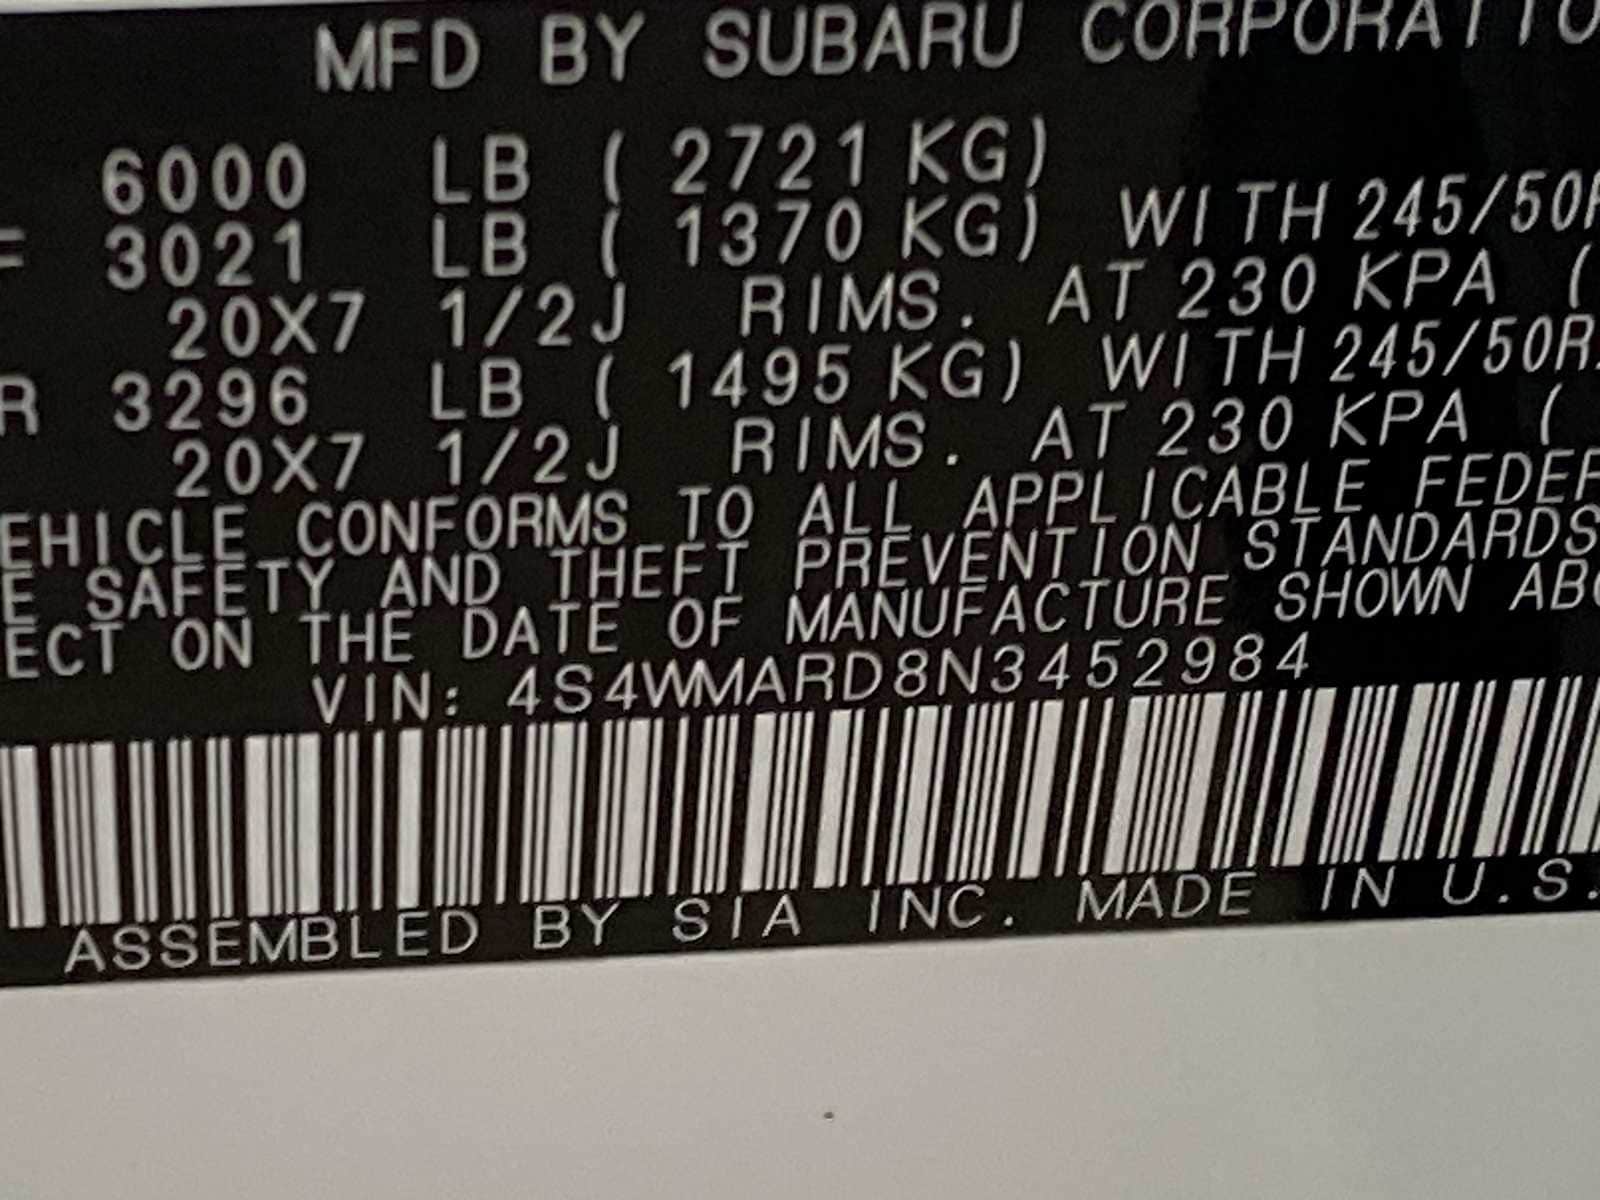 MFD BY SUBARU CORPORATIO
6000 LB ( 2721 KG)
F 3021 LB ( 1370 KG) WITH 245/50R
20X7 1/2J RIMS. AT 230 KPA (
R 3296 LB ( 1495 KG) WITH 245/50R
20X7 1/2J RIMS. AT 230 KPA (
EHICLE CONFORMS TO ALL APPLICABLE FEDER
E SAFETY AND THEFT PREVENTION STANDARDS
ECT ON THE DATE OF MANUFACTURE SHOWN ABO
VIN: 4S4WMARD8N3452984
ASSEMBLED BY SIA INC. MADE IN U.S.